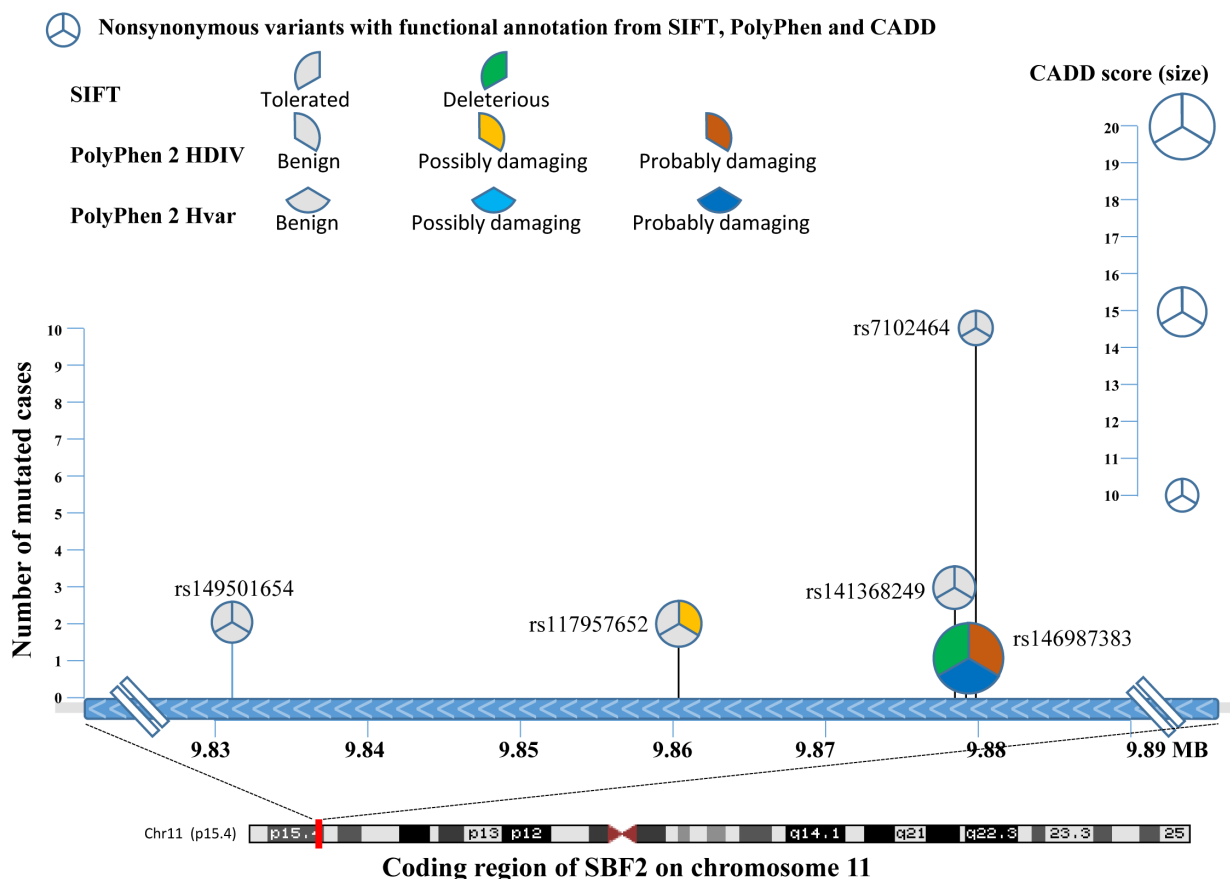 Nonsynonymous variants with functional annotation from SIFT, PolyPhen and CADD
CADD score (size)
SIFT
Tolerated
Deleterious
PolyPhen 2 HDIV
Benign
Possibly damaging
Probably damaging
PolyPhen 2 Hvar
Benign
Possibly damaging
Probably damaging
20
19
18
17
16
15
14
13
12
11
10
Number of mutated cases
10
9
8
7
6
5
4
3
2
1
0
rs7102464
rs149501654
rs117957652
rs141368249
rs146987383
9.83
9.84
9.85
9.86
9.87
9.88
9.89 MB
Chr11 (p15.4)
p15.4
p13
p12
q14.1
q21
q22.3
23.3
25
Coding region of SBF2 on chromosome 11